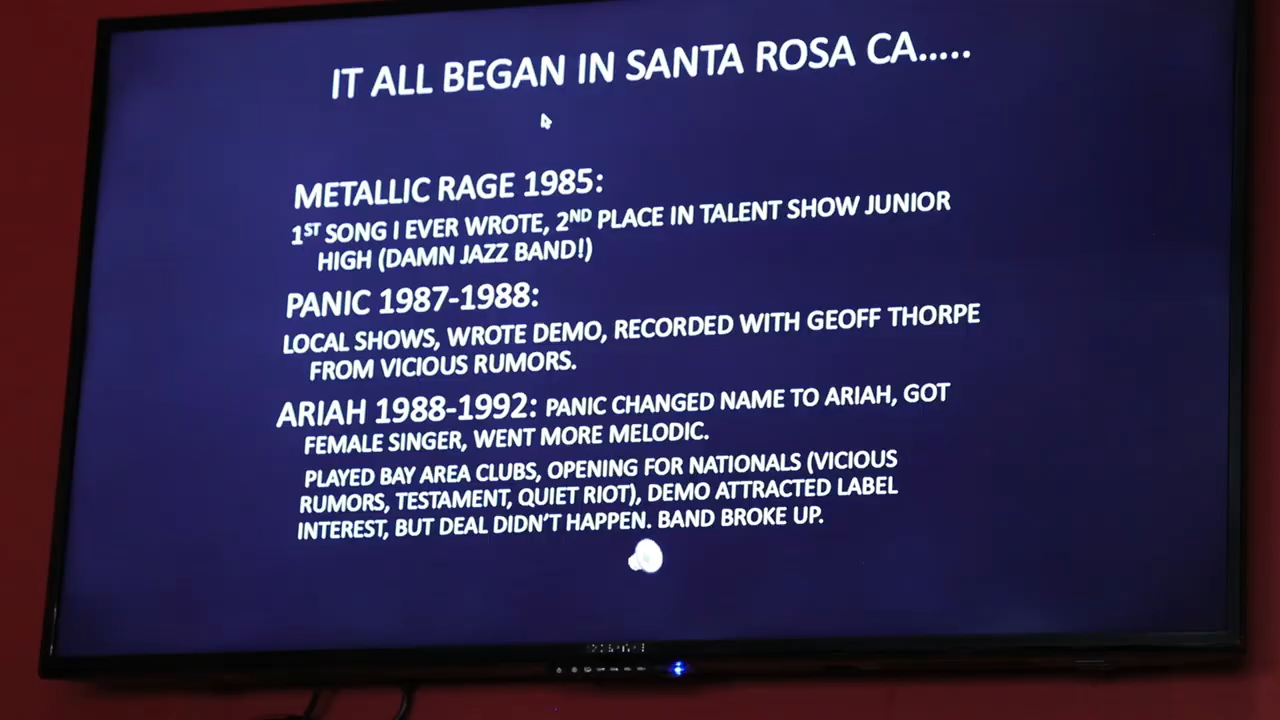 IT ALL BEGAN IN SANTA ROSA CA.....
METALLIC RAGE 1985:
1ST SONG I EVER WROTE, 2ND PLACE IN TALENT SHOW JUNIOR
HIGH (DAMN JAZZ BAND!)
PANIC 1987-1988:
LOCAL SHOWS, WROTE DEMO, RECORDED WITH GEOFF THORPE
FROM VICIOUS RUMORS.
ARIAH 1988-1992: PANIC CHANGED NAME TO ARIAH, GOT
FEMALE SINGER, WENT MORE MELODIC.
PLAYED BAY AREA CLUBS, OPENING FOR NATIONALS (VICIOUS
RUMORS, TESTAMENT, QUIET RIOT), DEMO ATTRACTED LABEL
INTEREST, BUT DEAL DIDN'T HAPPEN. BAND BROKE UP.